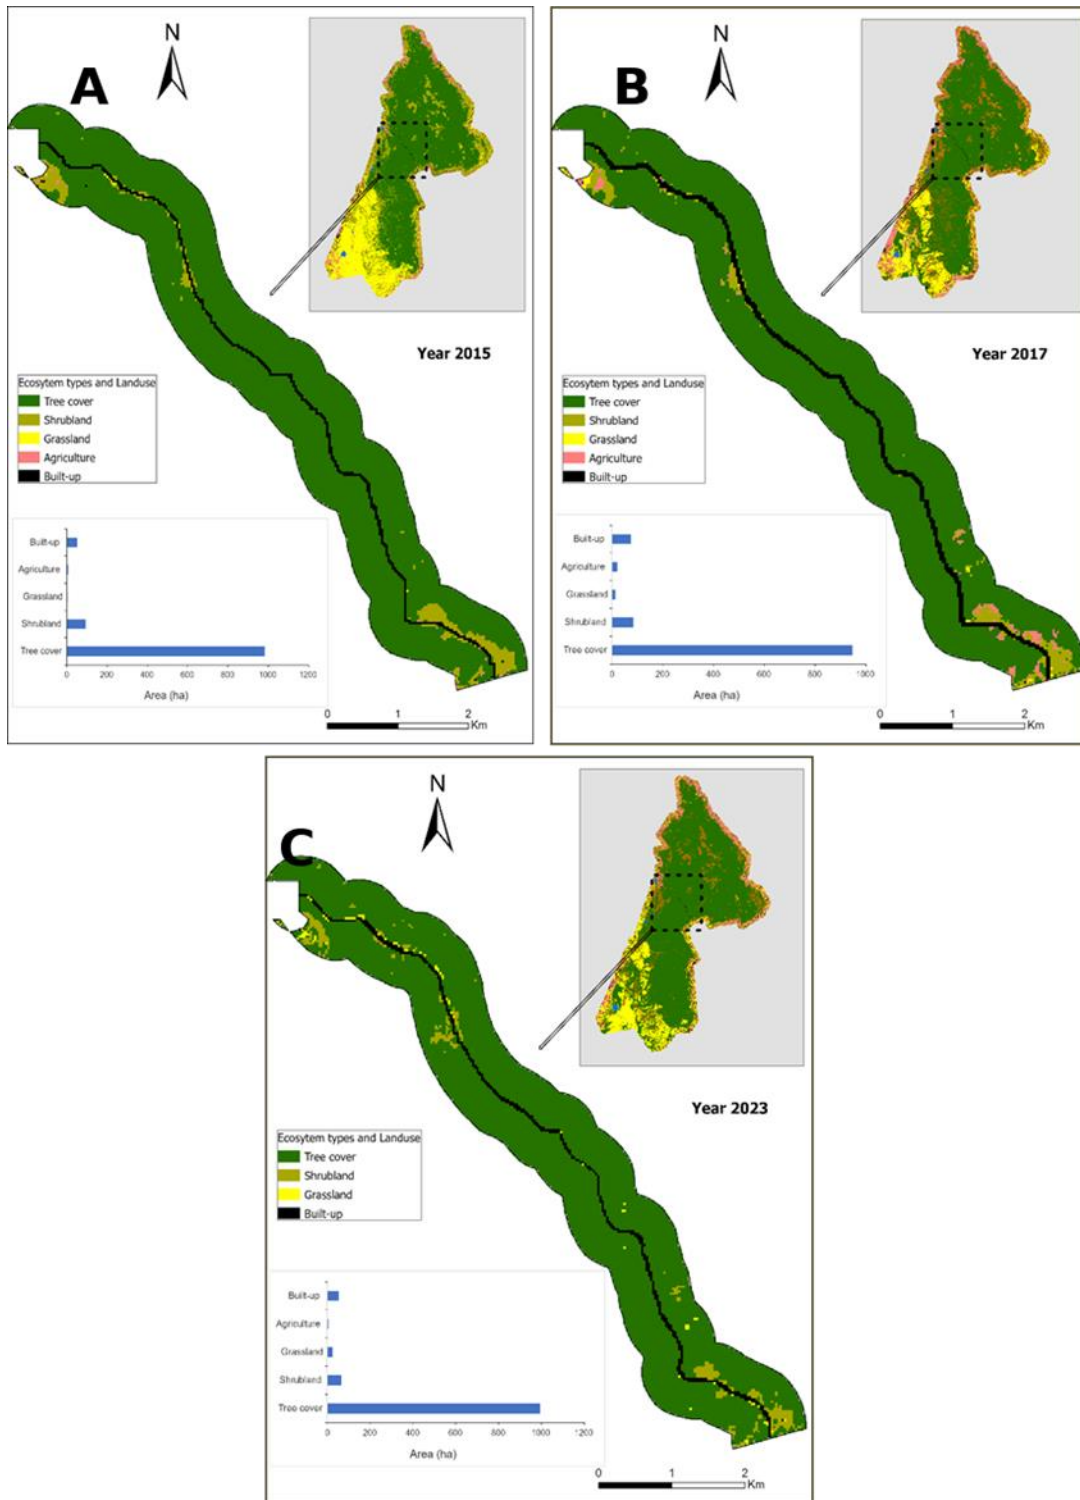 A
N
Year 2015
Ecosytem types and Landuse
Tree cover
Shrubland
Grassland
Agriculture
Built-up
Built-up
Agriculture
Grassland
Shrubland
Tree cover
0 200 400 600 800 1000 1200
Area (ha)
0 1 2
Km
B
N
Year 2017
Ecosytem types and Landuse
Tree cover
Shrubland
Grassland
Agriculture
Built-up
Built-up
Agriculture
Grassland
Shrubland
Tree cover
0 200 400 600 800 1000
Area (ha)
0 1 2
Km
C
N
Year 2023
Ecosytem types and Landuse
Tree cover
Shrubland
Grassland
Built-up
Built-up
Agriculture
Grassland
Shrubland
Tree cover
0 200 400 600 800 1000 1200
Area (ha)
0 1 2
Km